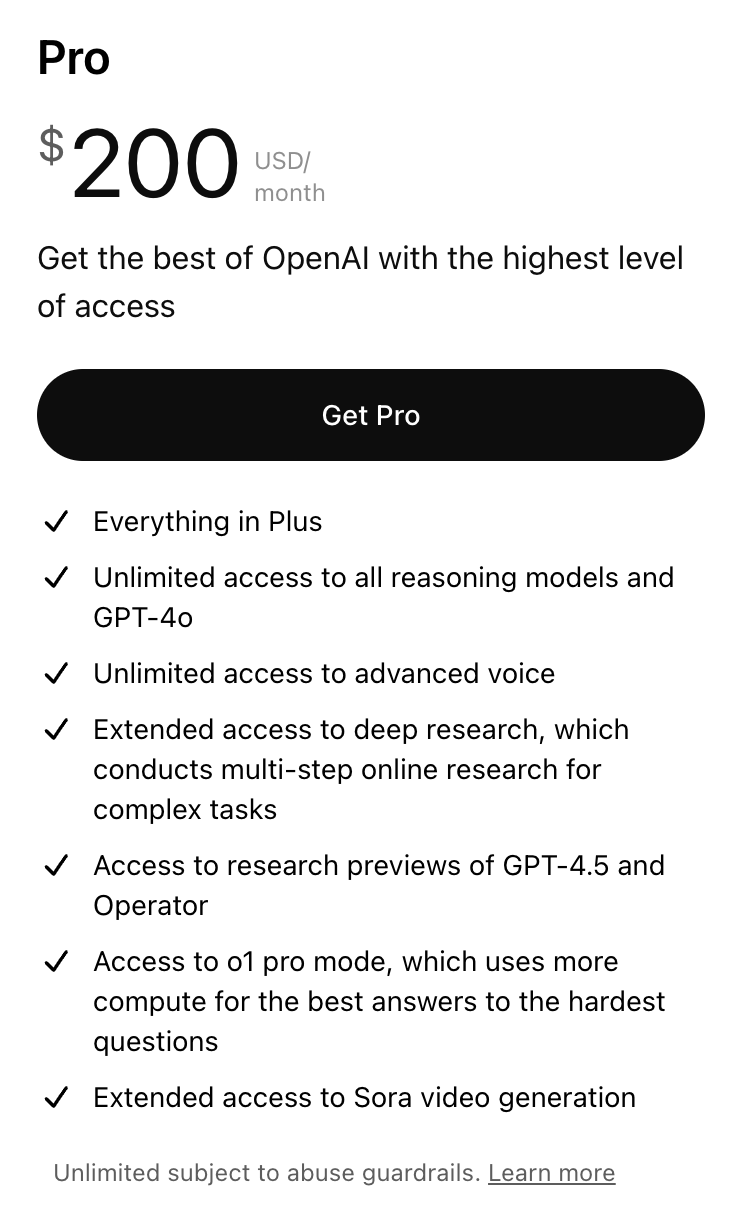 Pro
$200 USD/
month
Get the best of OpenAI with the highest level
of access
Get Pro
Everything in Plus
Unlimited access to all reasoning models and
GPT-4o
Unlimited access to advanced voice
Extended access to deep research, which
conducts multi-step online research for
complex tasks
Access to research previews of GPT-4.5 and
Operator
Access to o1 pro mode, which uses more
compute for the best answers to the hardest
questions
Extended access to Sora video generation
Unlimited subject to abuse guardrails. Learn more